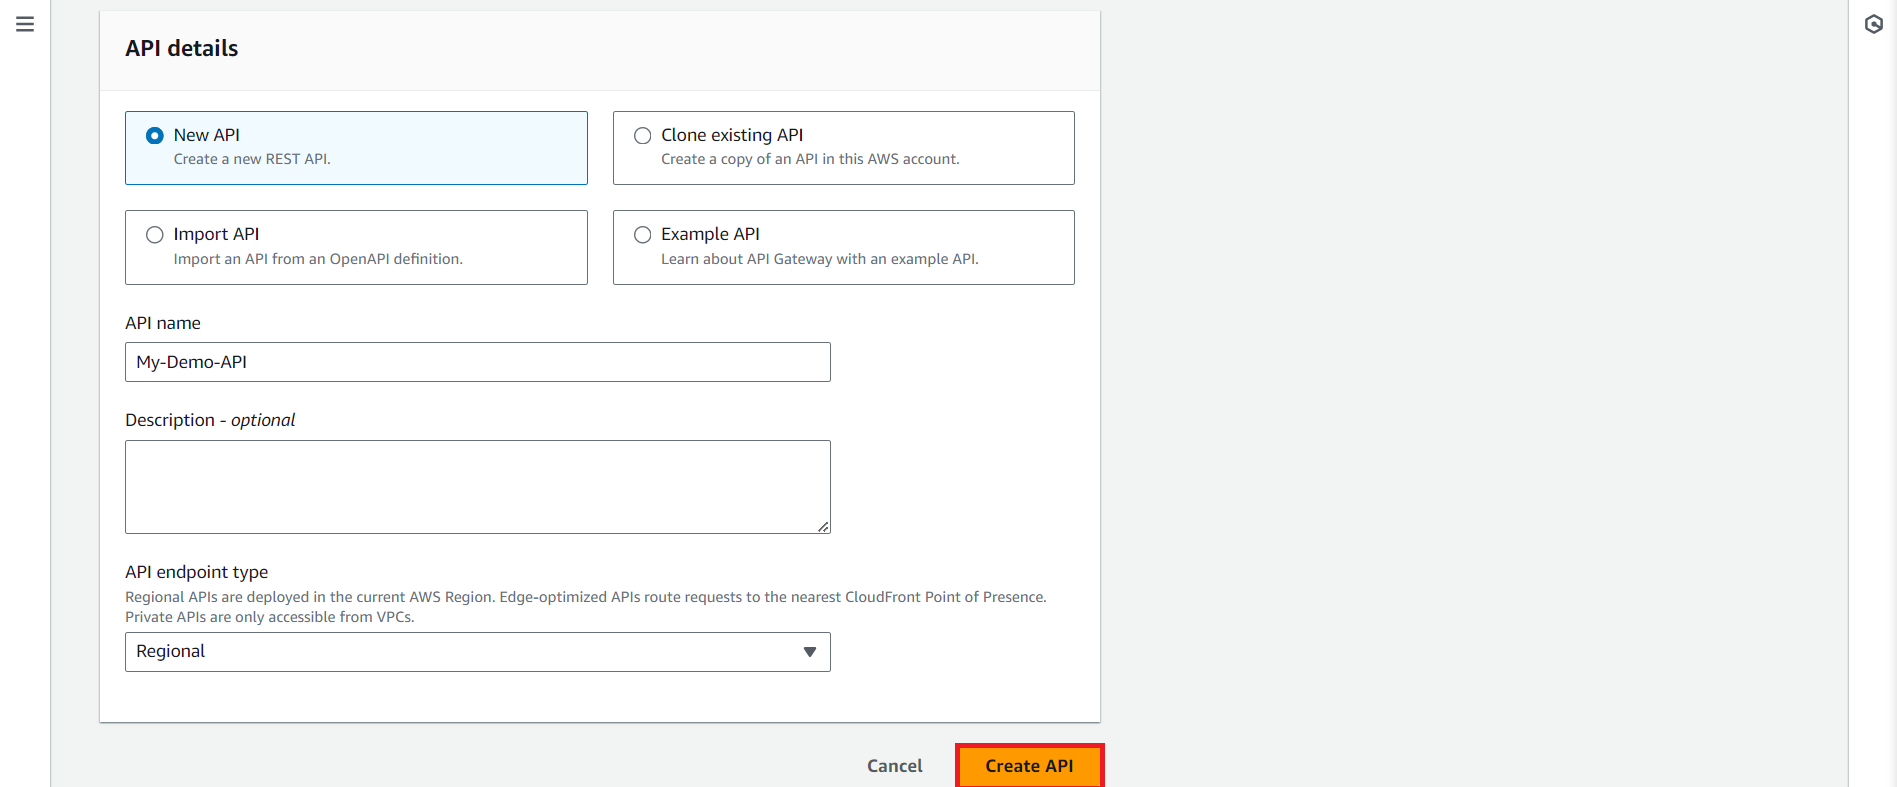 API details
New API
Create a new REST API.
Clone existing API
Create a copy of an API in this AWS account.
Import API
Import an API from an OpenAPI definition.
Example API
Learn about API Gateway with an example API.
API name
My-Demo-API
Description - optional
API endpoint type
Regional APIs are deployed in the current AWS Region. Edge-optimized APIs route requests to the nearest CloudFront Point of Presence.
Private APIs are only accessible from VPCs.
Regional
Cancel
Create API